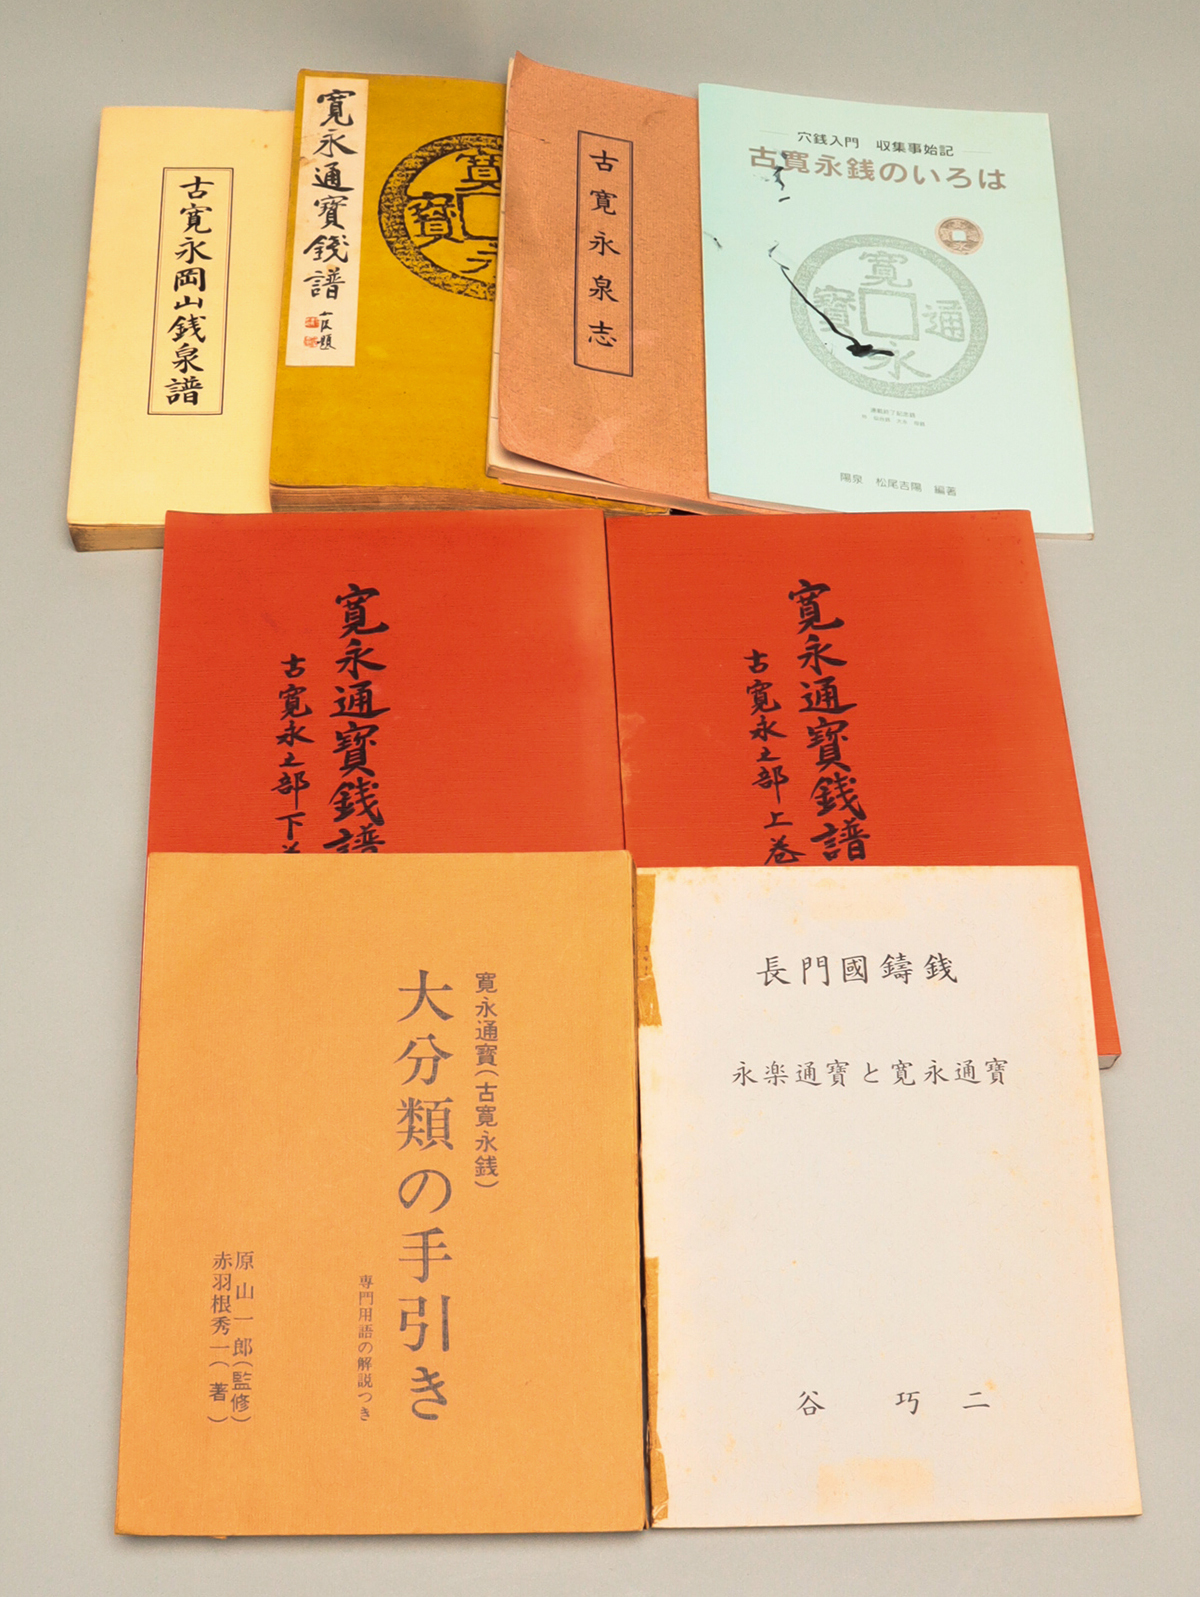 古寛永岡山銭泉譜
寛永通寳銭譜
寛
永
寳
古寛永泉志
穴銭入門 収集事始記
古寛永銭のいろは
寛
永
通
寳
陽泉 松尾吉陽 編著
寛永通寳銭譜
古寛永之部 下巻
寛永通寳銭譜
古寛永之部 上巻
寛永通寳(古寛永銭)
大分類の手引き
専門用語の解説つき
原山一郎(監修)
赤羽根秀一(著)
長門國鑄銭
永楽通寳と寛永通寳
谷 巧二